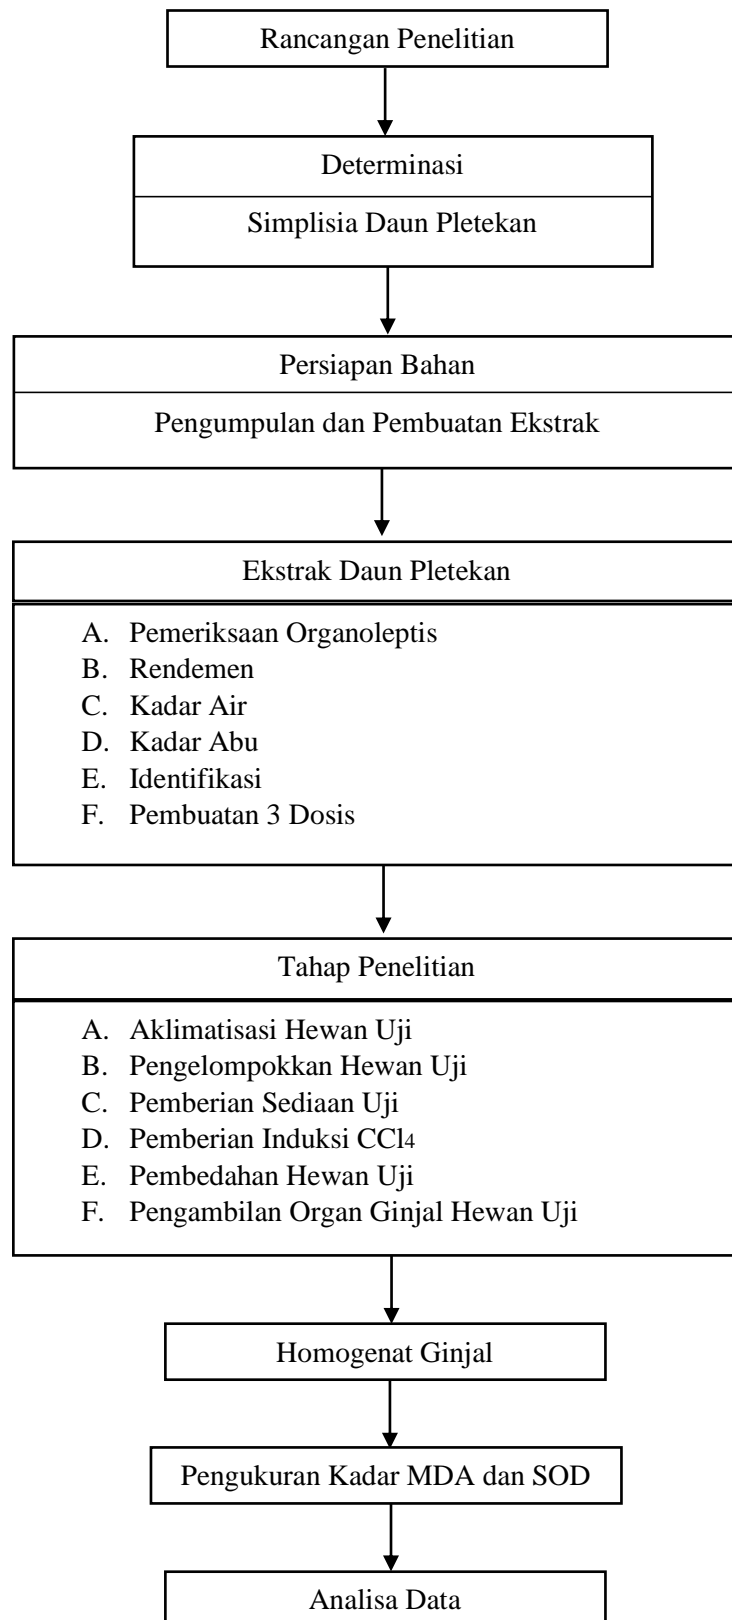 Rancangan Penelitian
Determinasi
Simplisia Daun Pletekan
Persiapan Bahan
Pengumpulan dan Pembuatan Ekstrak
Ekstrak Daun Pletekan
A. Pemeriksaan Organoleptis
B. Rendemen
C. Kadar Air
D. Kadar Abu
E. Identifikasi
F. Pembuatan 3 Dosis
Tahap Penelitian
A. Aklimatisasi Hewan Uji
B. Pengelompokkan Hewan Uji
C. Pemberian Sediaan Uji
D. Pemberian Induksi CCl4
E. Pembedahan Hewan Uji
F. Pengambilan Organ Ginjal Hewan Uji
Homogenat Ginjal
Pengukuran Kadar MDA dan SOD
Analisa Data